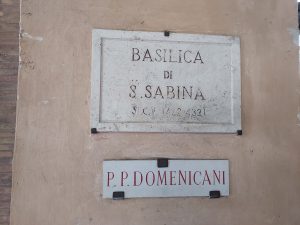 BASILICA
DI
S. SABINA
P.P. DOMENICANI